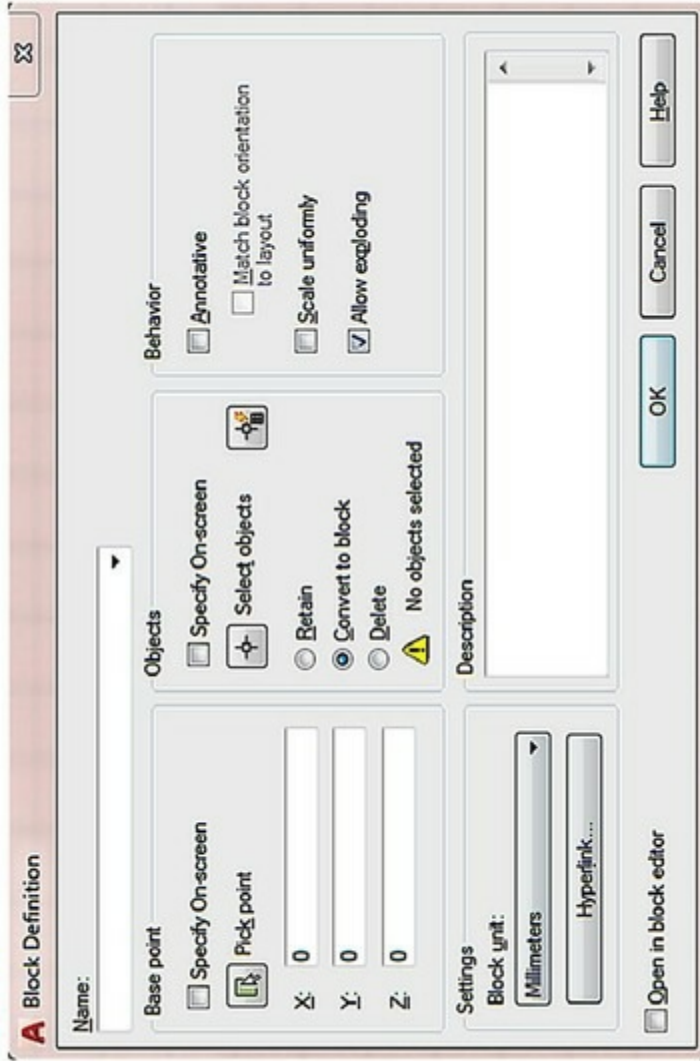 Block Definition
Name:
Base point
Specify On-screen
Pick point
X: 0
Y: 0
Z: 0
Objects
Specify On-screen
Select objects
Retain
Convert to block
Delete
No objects selected
Behavior
Annotative
Match block orientation
to layout
Scale uniformly
Allow exploding
Settings
Block unit:
Millimeters
Hyperlink...
Description
Open in block editor
OK
Cancel
Help